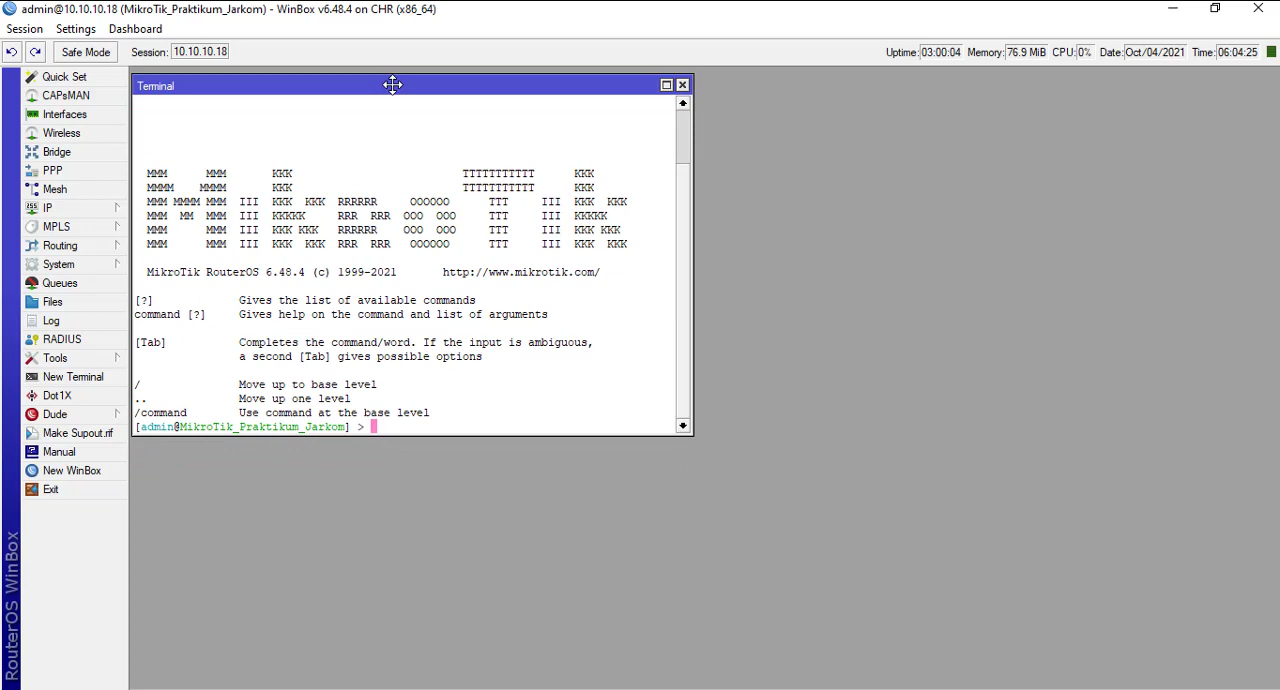 admin@10.10.10.18 (MikroTik_Praktikum_Jarkom) - WinBox v6.48.4 on CHR (x86_64)
Session Settings Dashboard
Safe Mode Session: 10.10.10.18 Uptime: 03:00:04 Memory: 76.9 MiB CPU: 0% Date: Oct/04/2021 Time: 06:04:25
Quick Set
CAPsMAN
Interfaces
Wireless
Bridge
PPP
Mesh
IP
MPLS
Routing
System
Queues
Files
Log
RADIUS
Tools
New Terminal
Dot1X
Dude
Make Supout.rif
Manual
New WinBox
Exit
RouterOS WinBox
Terminal
MMM      MMM       KKK                          TTTTTTTTTTT      KKK
MMMM    MMMM       KKK                          TTTTTTTTTTT      KKK
MMM MMMM MMM  III  KKK  KKK  RRRRRR     OOOOOO      TTT     III  KKK  KKK
MMM  MM  MMM  III  KKKKK     RRR  RRR  OOO  OOO     TTT     III  KKKKK
MMM      MMM  III  KKK KKK   RRRRRR    OOO  OOO     TTT     III  KKK KKK
MMM      MMM  III  KKK  KKK  RRR  RRR   OOOOOO      TTT     III  KKK  KKK
MikroTik RouterOS 6.48.4 (c) 1999-2021       http://www.mikrotik.com/
[?]             Gives the list of available commands
command [?]     Gives help on the command and list of arguments
[Tab]           Completes the command/word. If the input is ambiguous,
a second [Tab] gives possible options
/               Move up to base level
..              Move up one level
/command        Use command at the base level
[admin@MikroTik_Praktikum_Jarkom] >